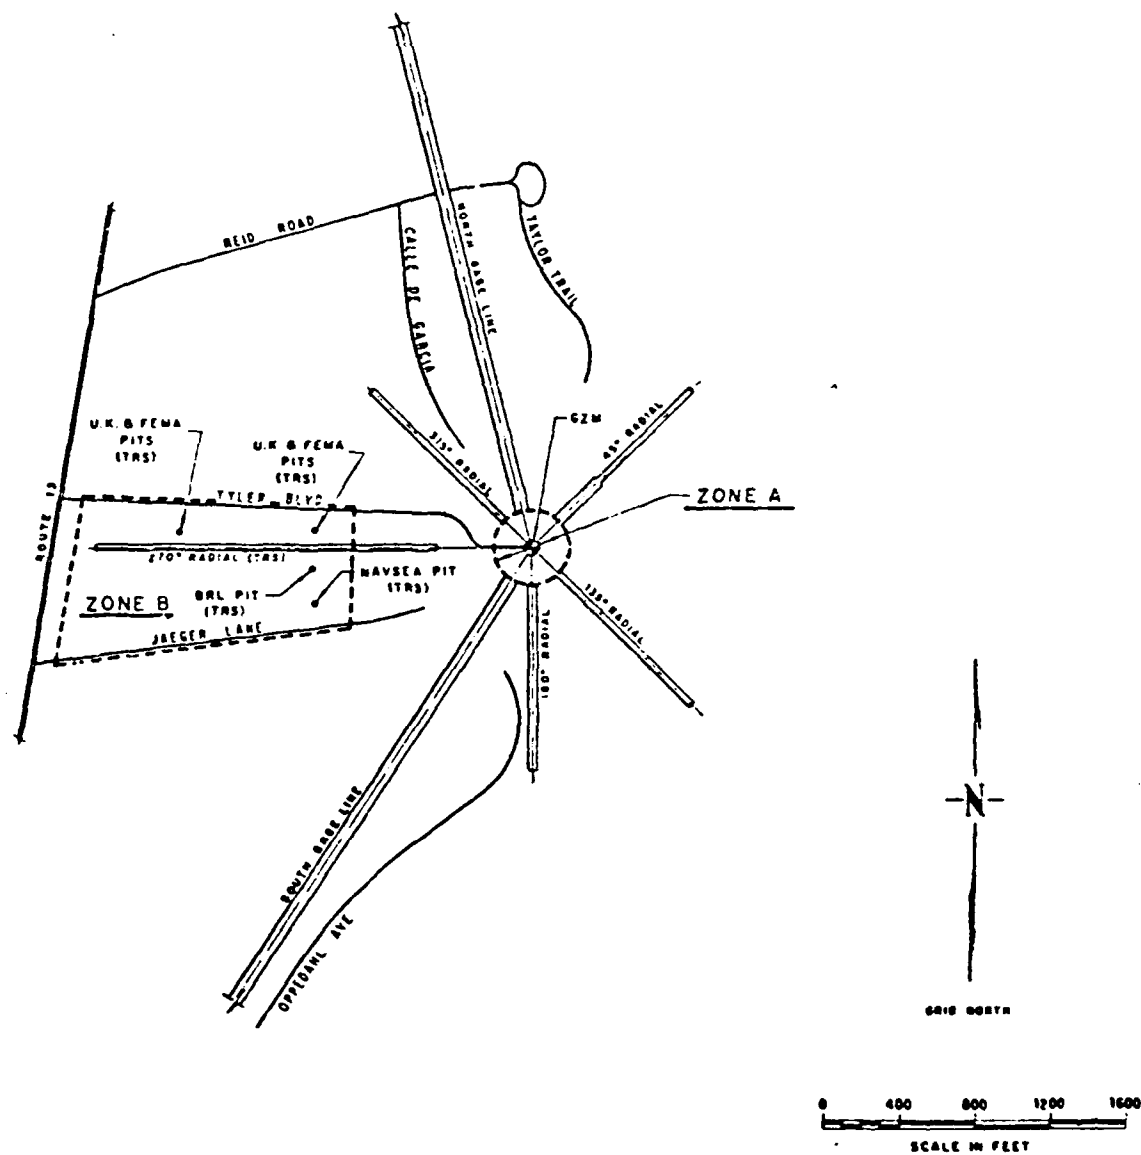 REID ROAD
CALLE DE GARCIA
NORTH BASE LINE
TAYLOR TRAIL
U.K. & FEMA
PITS
(TRS)
U.K & FEMA
PITS
(TRS)
315° RADIAL
GZM
45° RADIAL
ZONE A
TYLER BLVD
ROUTE 13
270° RADIAL (TRS)
ZONE B
BRL PIT
(TRS)
NAVSEA PIT
(TRS)
JAEGER LANE
135° RADIAL
180° RADIAL
SOUTH BASE LINE
OPPEDAHL AVE
N
GRID NORTH
0 400 800 1200 1600
SCALE IN FEET